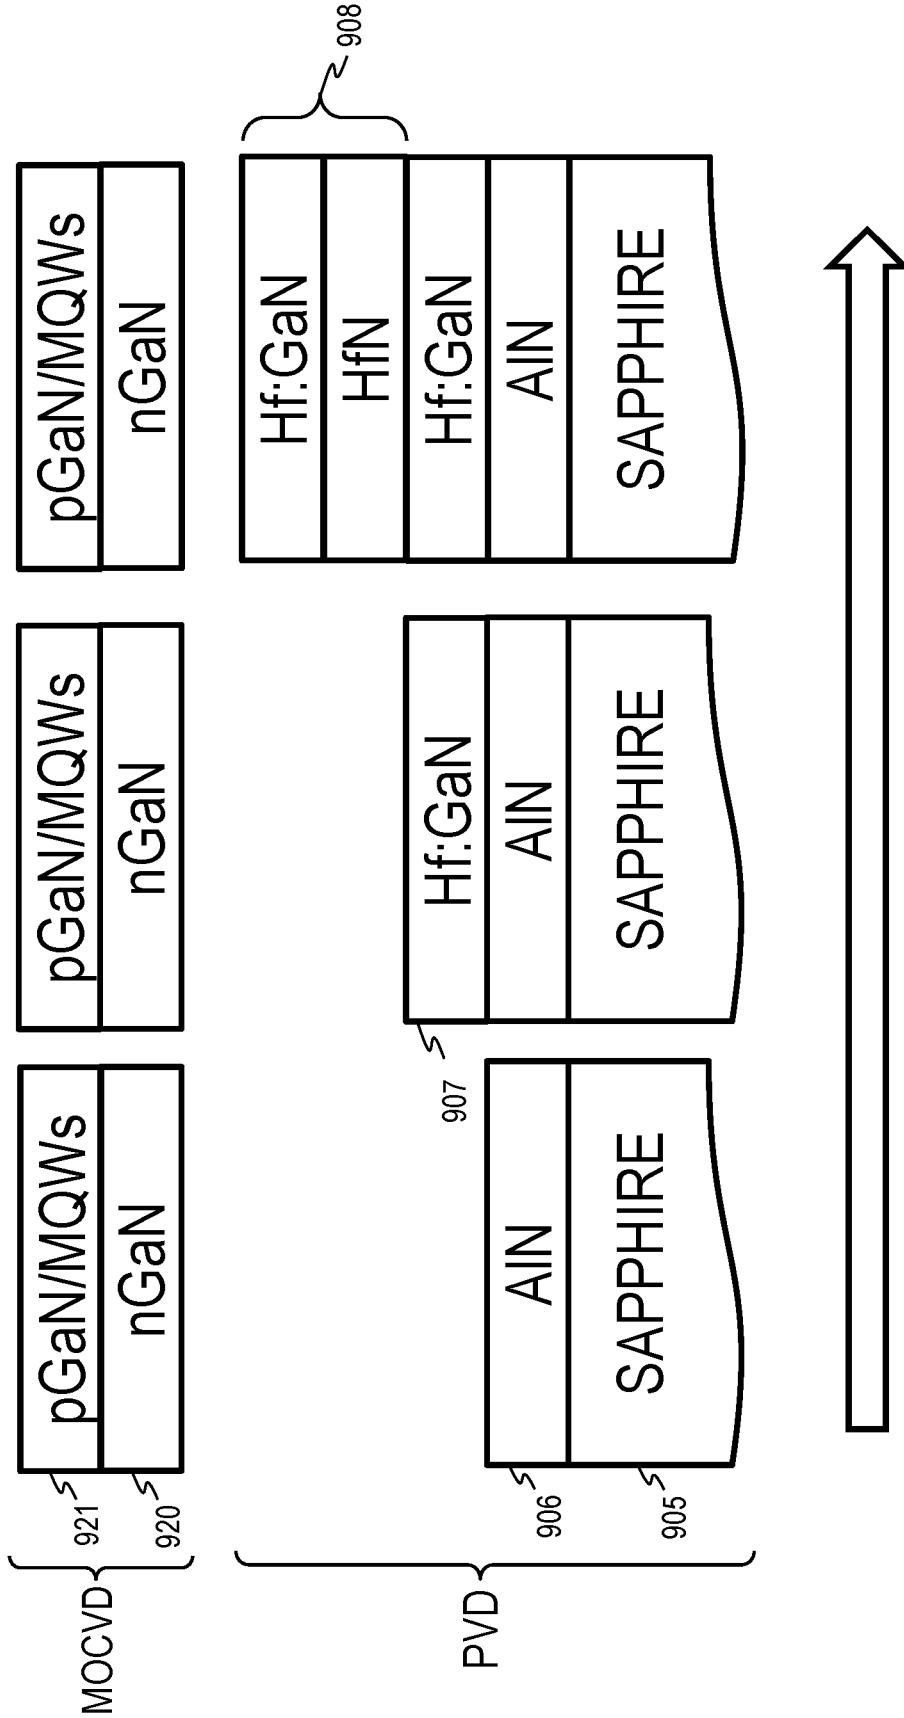 MOCVD
921
920
pGaN/MQWs
nGaN
pGaN/MQWs
nGaN
pGaN/MQWs
nGaN
PVD
906
905
AlN
SAPPHIRE
907
Hf:GaN
AlN
SAPPHIRE
908
Hf:GaN
HfN
Hf:GaN
AlN
SAPPHIRE